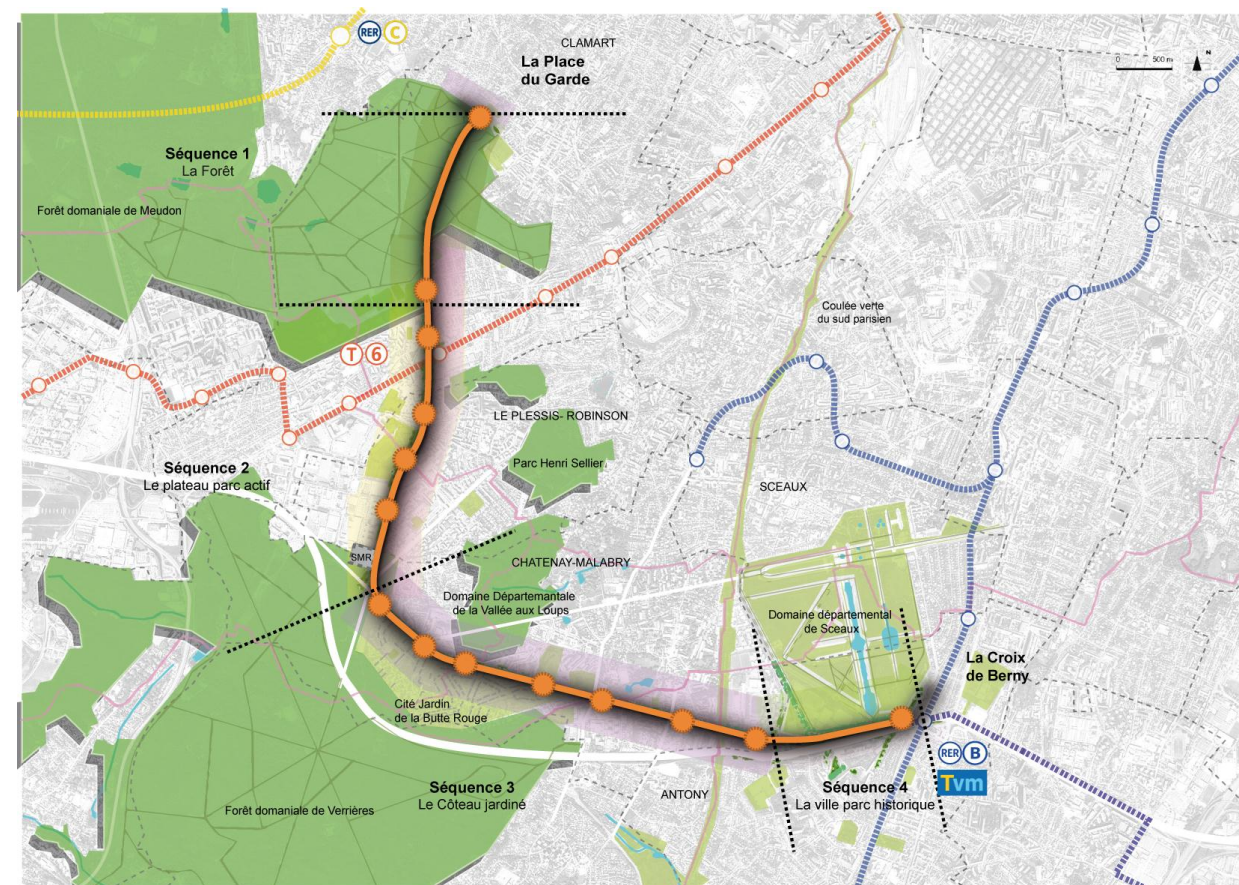 RER C
CLAMART
La Place
du Garde
0 500 m
N
Séquence 1
La Forêt
Forêt domaniale de Meudon
Coulée verte
du sud parisien
T 6
LE PLESSIS- ROBINSON
Parc Henri Sellier
Séquence 2
Le plateau parc actif
SCEAUX
SMR
CHATENAY-MALABRY
Domaine Départemantale
de la Vallée aux Loups
Domaine départemental
de Sceaux
La Croix
de Berny
Cité Jardin
de la Butte Rouge
RER B
Tvm
Séquence 3
Le Côteau jardiné
ANTONY
Séquence 4
La ville parc historique
Forêt domaniale de Verrières